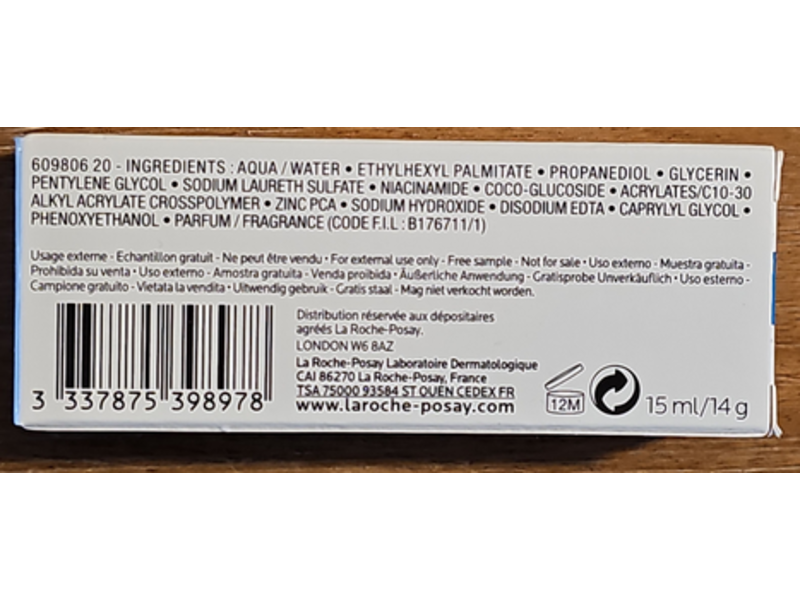 609806 20 - INGREDIENTS : AQUA / WATER • ETHYLHEXYL PALMITATE • PROPANEDIOL • GLYCERIN •
PENTYLENE GLYCOL • SODIUM LAURETH SULFATE • NIACINAMIDE • COCO-GLUCOSIDE • ACRYLATES/C10-30
ALKYL ACRYLATE CROSSPOLYMER • ZINC PCA • SODIUM HYDROXIDE • DISODIUM EDTA • CAPRYLYL GLYCOL •
PHENOXYETHANOL • PARFUM / FRAGRANCE (CODE F.I.L : B176711/1)
Usage externe - Echantillon gratuit - Ne peut être vendu • For external use only - Free sample - Not for sale • Uso externo - Muestra gratuita -
Prohibida su venta • Uso externo - Amostra gratuita - Venda proibida • Äußerliche Anwendung - Gratisprobe Unverkäuflich • Uso esterno -
Campione gratuito - Vietata la vendita • Uitwendig gebruik - Gratis staal - Mag niet verkocht worden.
Distribution réservée aux dépositaires
agréés La Roche-Posay.
LONDON W6 8AZ
La Roche-Posay Laboratoire Dermatologique
CAI 86270 La Roche-Posay, France
TSA 75000 93584 ST OUEN CEDEX FR
www.laroche-posay.com
3 337875 398978
12M
15 ml/14 g